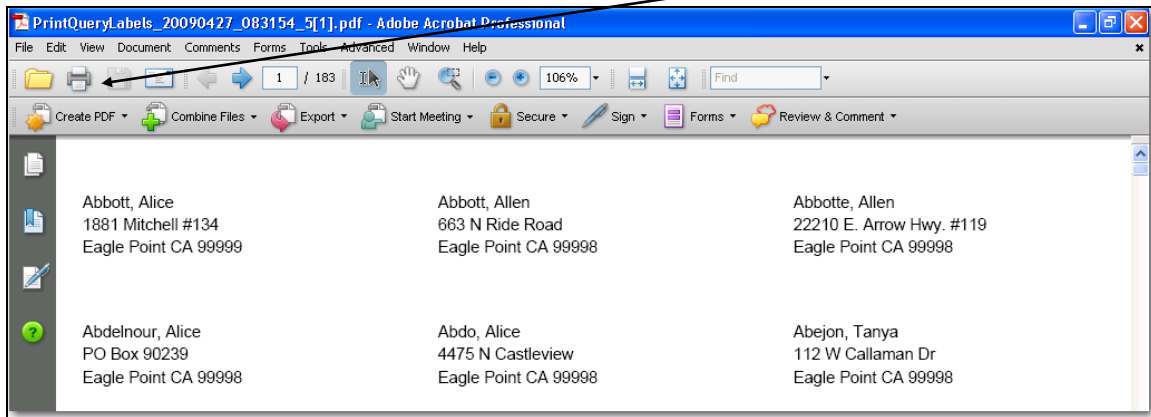 PrintQueryLabels_20090427_083154_5[1].pdf - Adobe Acrobat Professional
File Edit View Document Comments Forms Tools Advanced Window Help
1 / 183 106% Find
Create PDF Combine Files Export Start Meeting Secure Sign Forms Review & Comment
Abbott, Alice
1881 Mitchell #134
Eagle Point CA 99999
Abbott, Allen
663 N Ride Road
Eagle Point CA 99998
Abbotte, Allen
22210 E. Arrow Hwy. #119
Eagle Point CA 99998
Abdelnour, Alice
PO Box 90239
Eagle Point CA 99998
Abdo, Alice
4475 N Castleview
Eagle Point CA 99998
Abejon, Tanya
112 W Callaman Dr
Eagle Point CA 99998